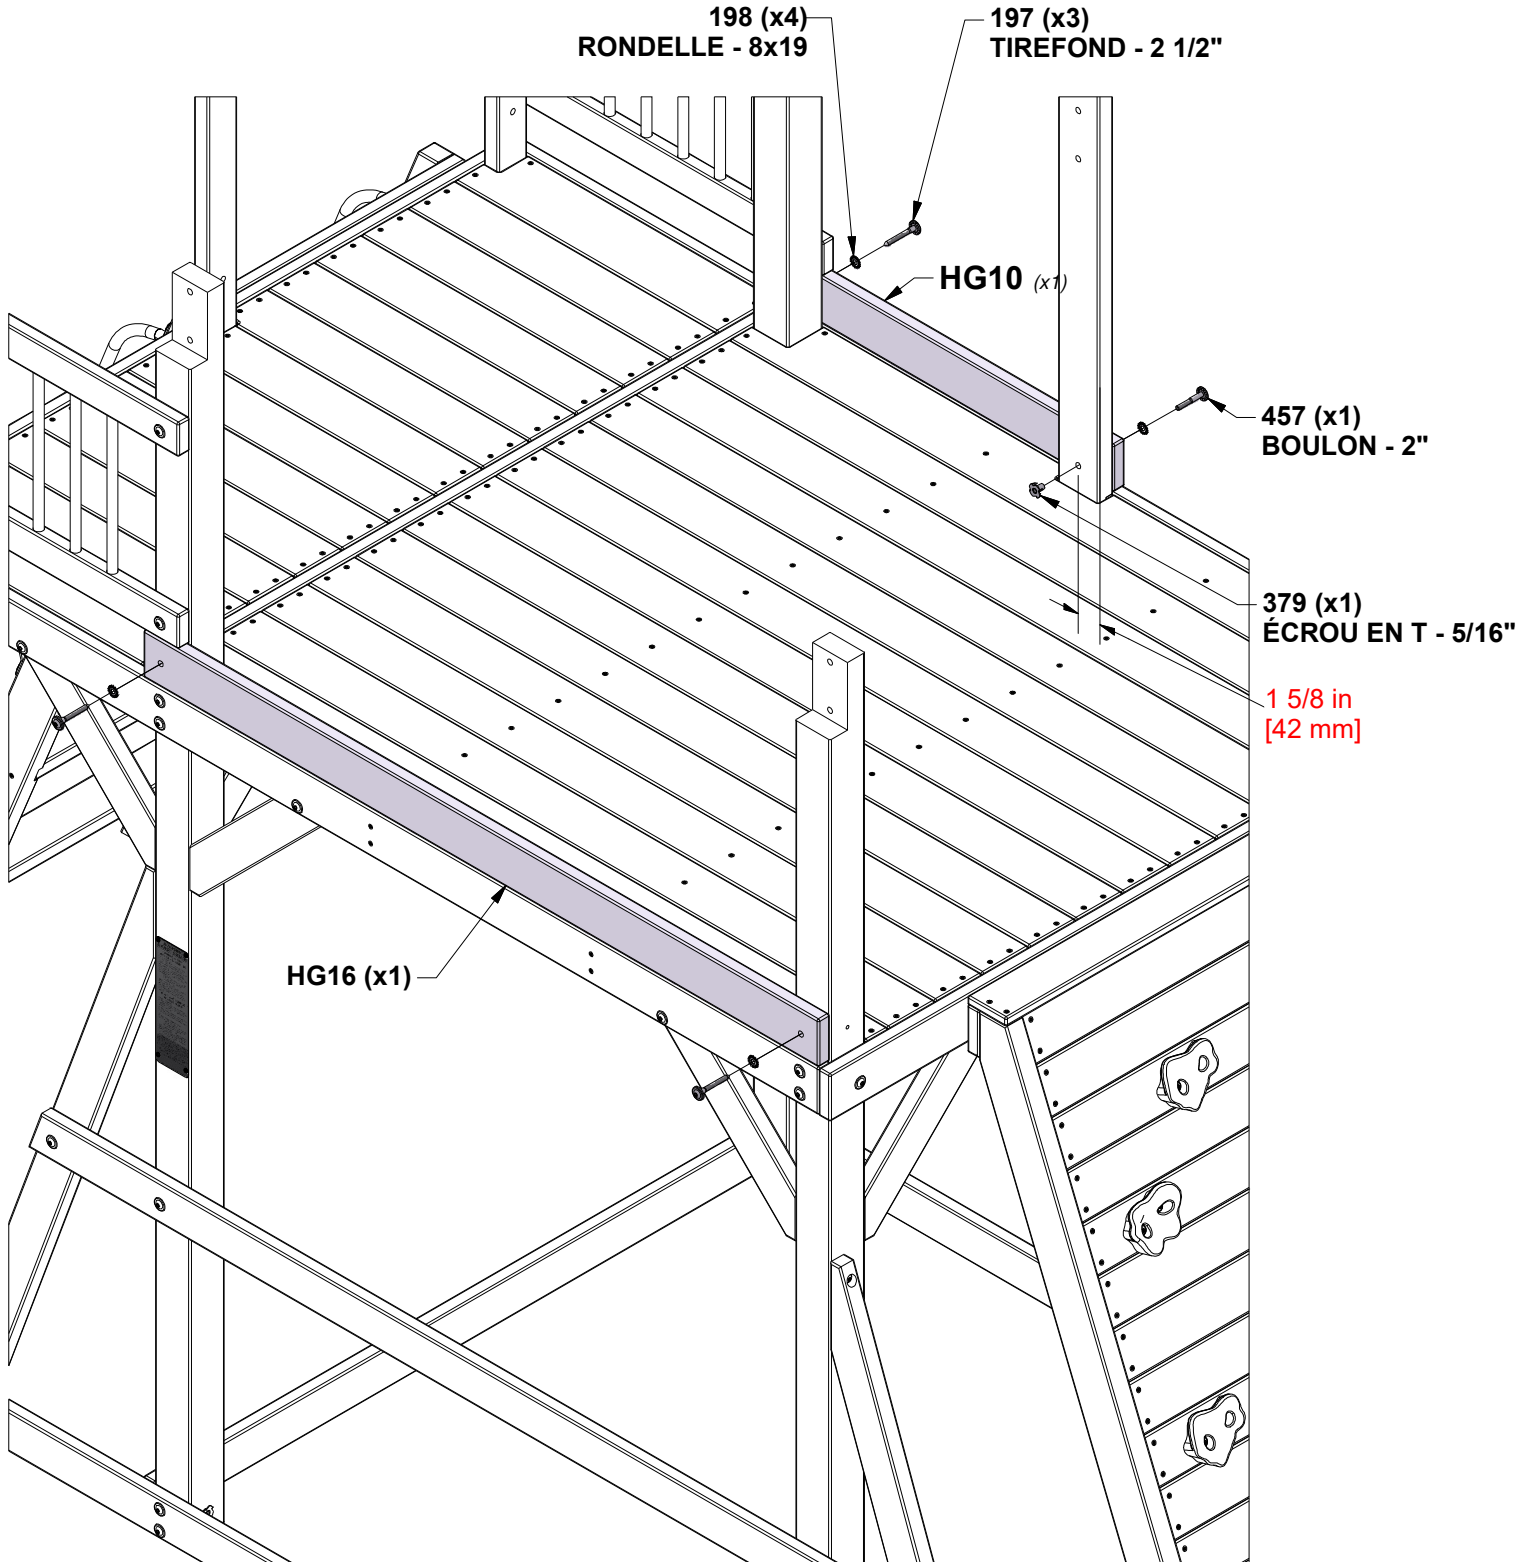 198 (x4)
RONDELLE - 8x19
197 (x3)
TIREFOND - 2 1/2"
HG10 (x1)
457 (x1)
BOULON - 2"
379 (x1)
ÉCROU EN T - 5/16"
1 5/8 in
[42 mm]
HG16 (x1)